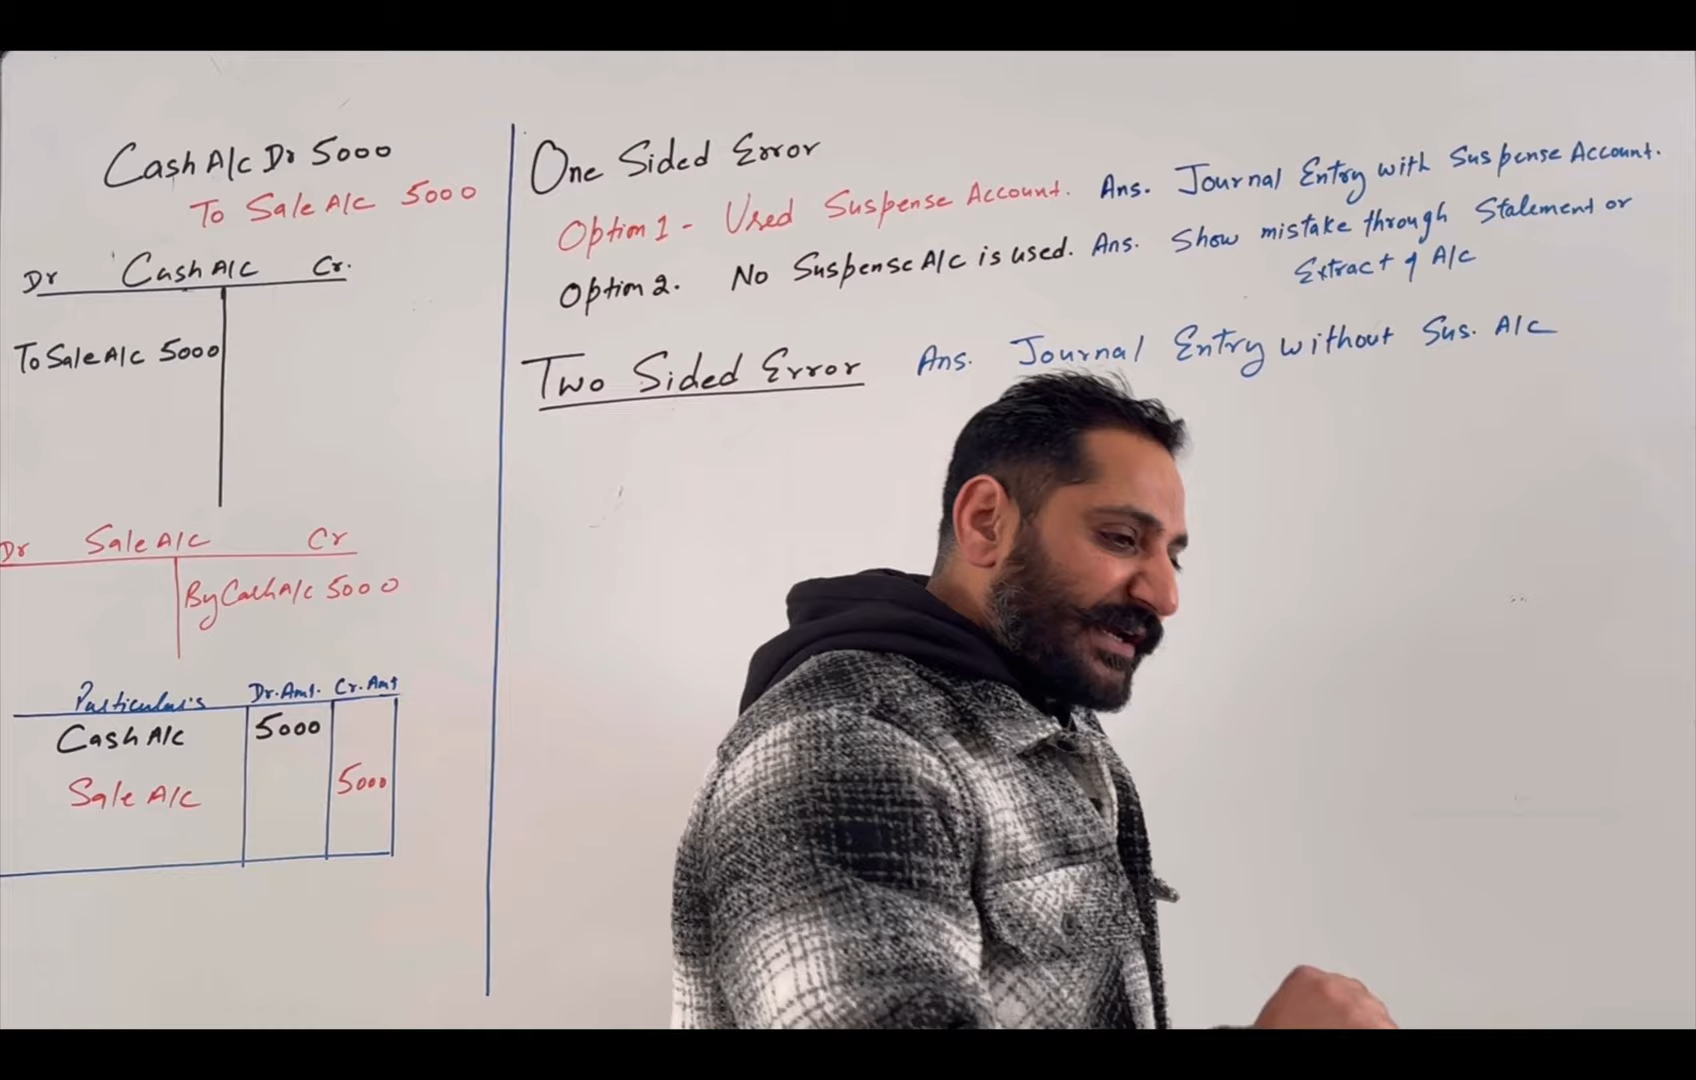 Cash A/c Dr 5000
To Sale A/c 5000
Dr Cash A/c Cr.
To Sale A/c 5000
Dr Sale A/c Cr
By Cash A/c 5000
Particulars Dr. Amt. Cr. Amt
Cash A/c 5000
Sale A/c 5000
One Sided Error
Option 1 - Used Suspense Account. Ans. Journal Entry with Suspense Account.
Option 2. No Suspense A/c is used. Ans. Show mistake through Statement or
Extract of A/c
Two Sided Error Ans. Journal Entry without Sus. A/c